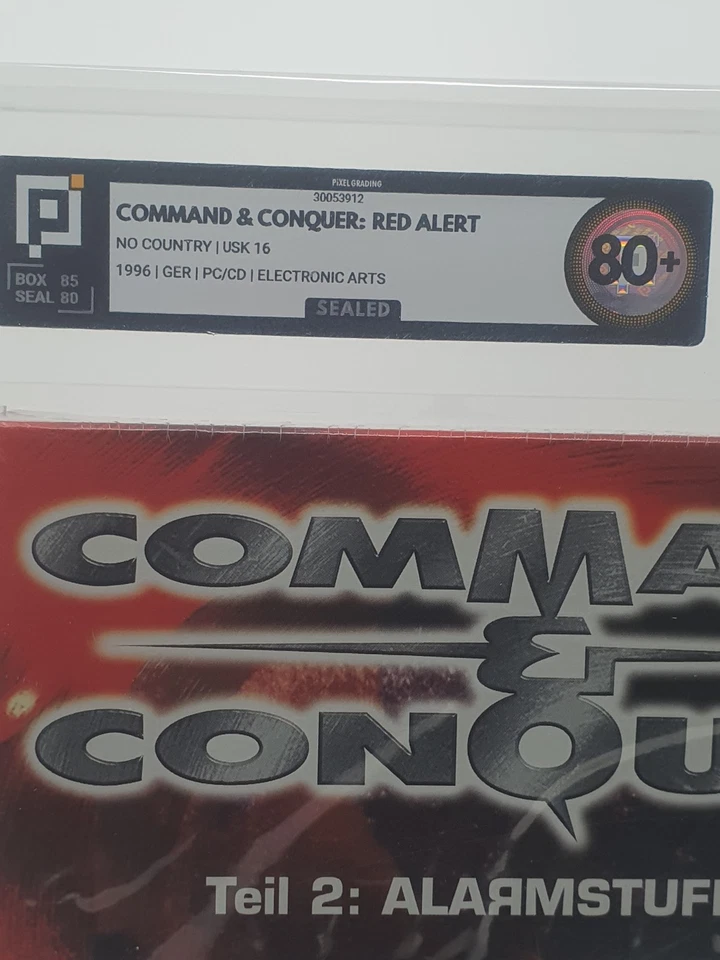 PIXEL GRADING
30053912
COMMAND & CONQUER: RED ALERT
NO COUNTRY | USK 16
1996 | GER | PC/CD | ELECTRONIC ARTS
SEALED
BOX 85
SEAL 80
80+
COMMA
&
CONQU
Teil 2: ALAЯMSTUF